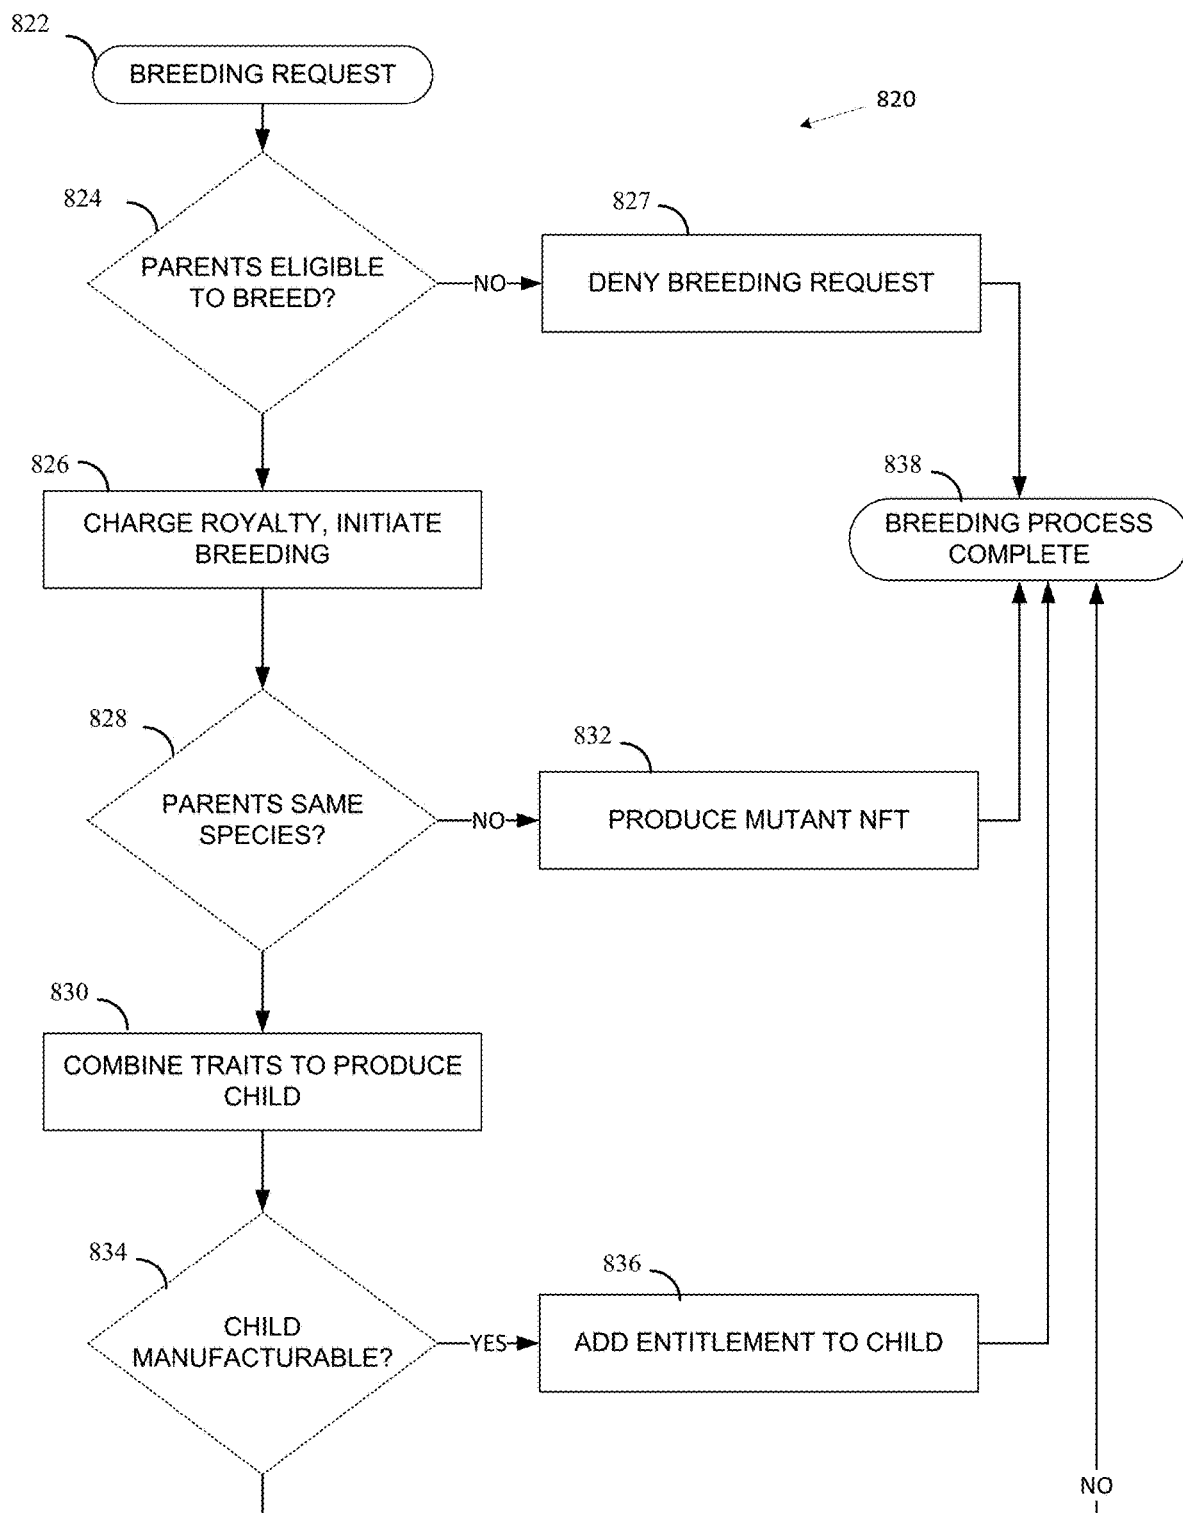 822
BREEDING REQUEST
820
824
PARENTS ELIGIBLE
TO BREED?
NO
827
DENY BREEDING REQUEST
826
CHARGE ROYALTY, INITIATE
BREEDING
838
BREEDING PROCESS
COMPLETE
828
PARENTS SAME
SPECIES?
NO
832
PRODUCE MUTANT NFT
830
COMBINE TRAITS TO PRODUCE
CHILD
834
CHILD
MANUFACTURABLE?
YES
836
ADD ENTITLEMENT TO CHILD
NO